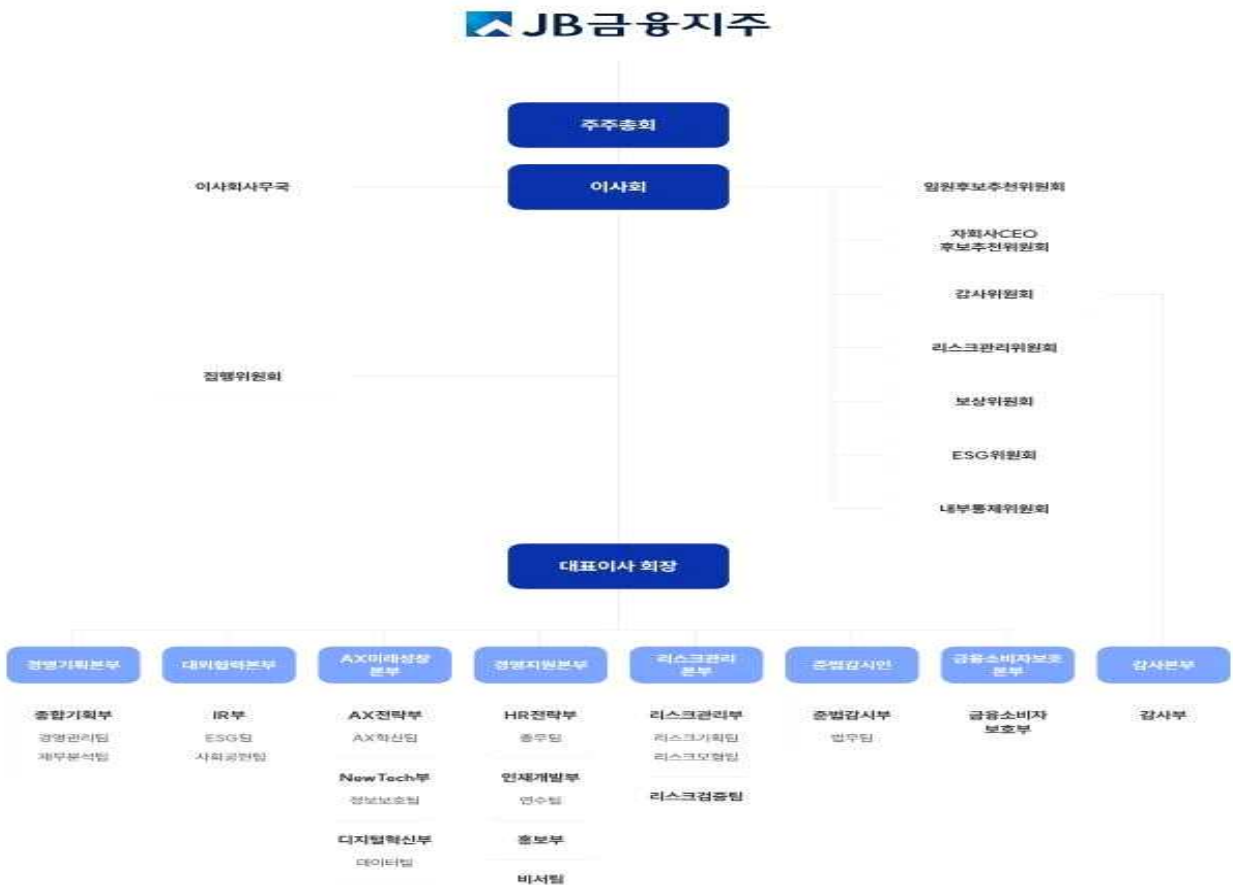 JB금융지주
주주총회
이사회사무국
이사회
임원후보추천위원회
자회사CEO
후보추천위원회
감사위원회
리스크관리위원회
집행위원회
보상위원회
ESG위원회
내부통제위원회
대표이사 회장
경영기획본부
대외협력본부
AX미래성장
본부
경영지원본부
리스크관리
본부
준법감시인
금융소비자보호
본부
감사본부
종합기획부
경영관리팀
재무분석팀
IR부
ESG팀
사회공헌팀
AX전략부
AX혁신팀
NewTech부
정보보호팀
디지털혁신부
데이터팀
HR전략부
총무팀
인재개발부
연수팀
홍보부
비서팀
리스크관리부
리스크기획팀
리스크모형팀
리스크검증팀
준법감시부
법무팀
금융소비자
보호부
감사부